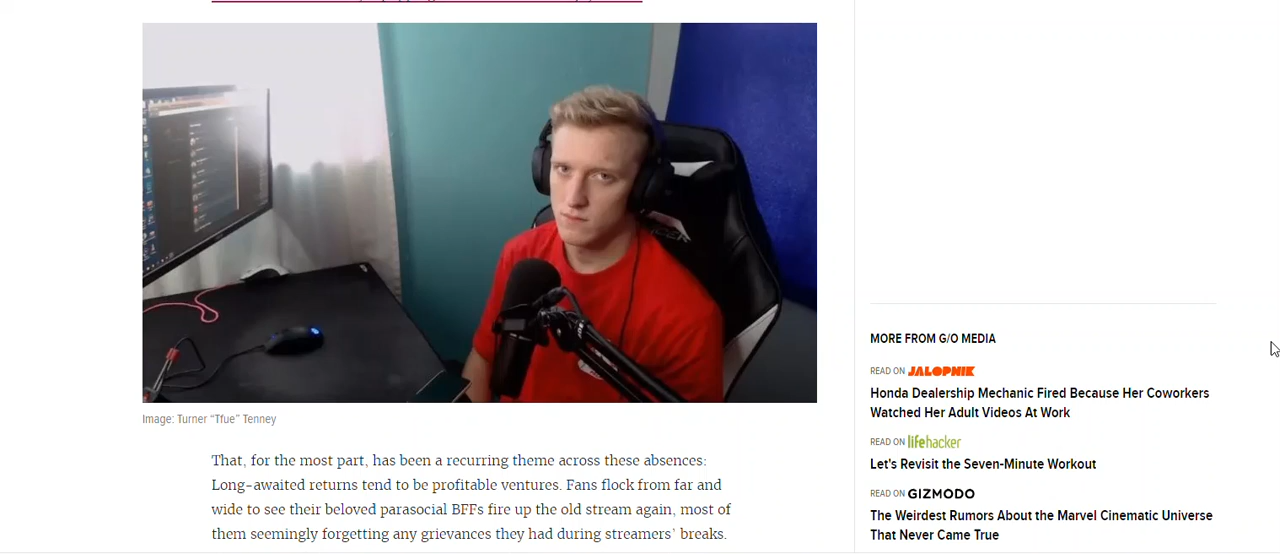 Image: Turner “Tfue” Tenney
That, for the most part, has been a recurring theme across these absences:
Long-awaited returns tend to be profitable ventures. Fans flock from far and
wide to see their beloved parasocial BFFs fire up the old stream again, most of
them seemingly forgetting any grievances they had during streamers’ breaks.
MORE FROM G/O MEDIA
READ ON JALOPNIK
Honda Dealership Mechanic Fired Because Her Coworkers
Watched Her Adult Videos At Work
READ ON lifehacker
Let’s Revisit the Seven-Minute Workout
READ ON GIZMODO
The Weirdest Rumors About the Marvel Cinematic Universe
That Never Came True